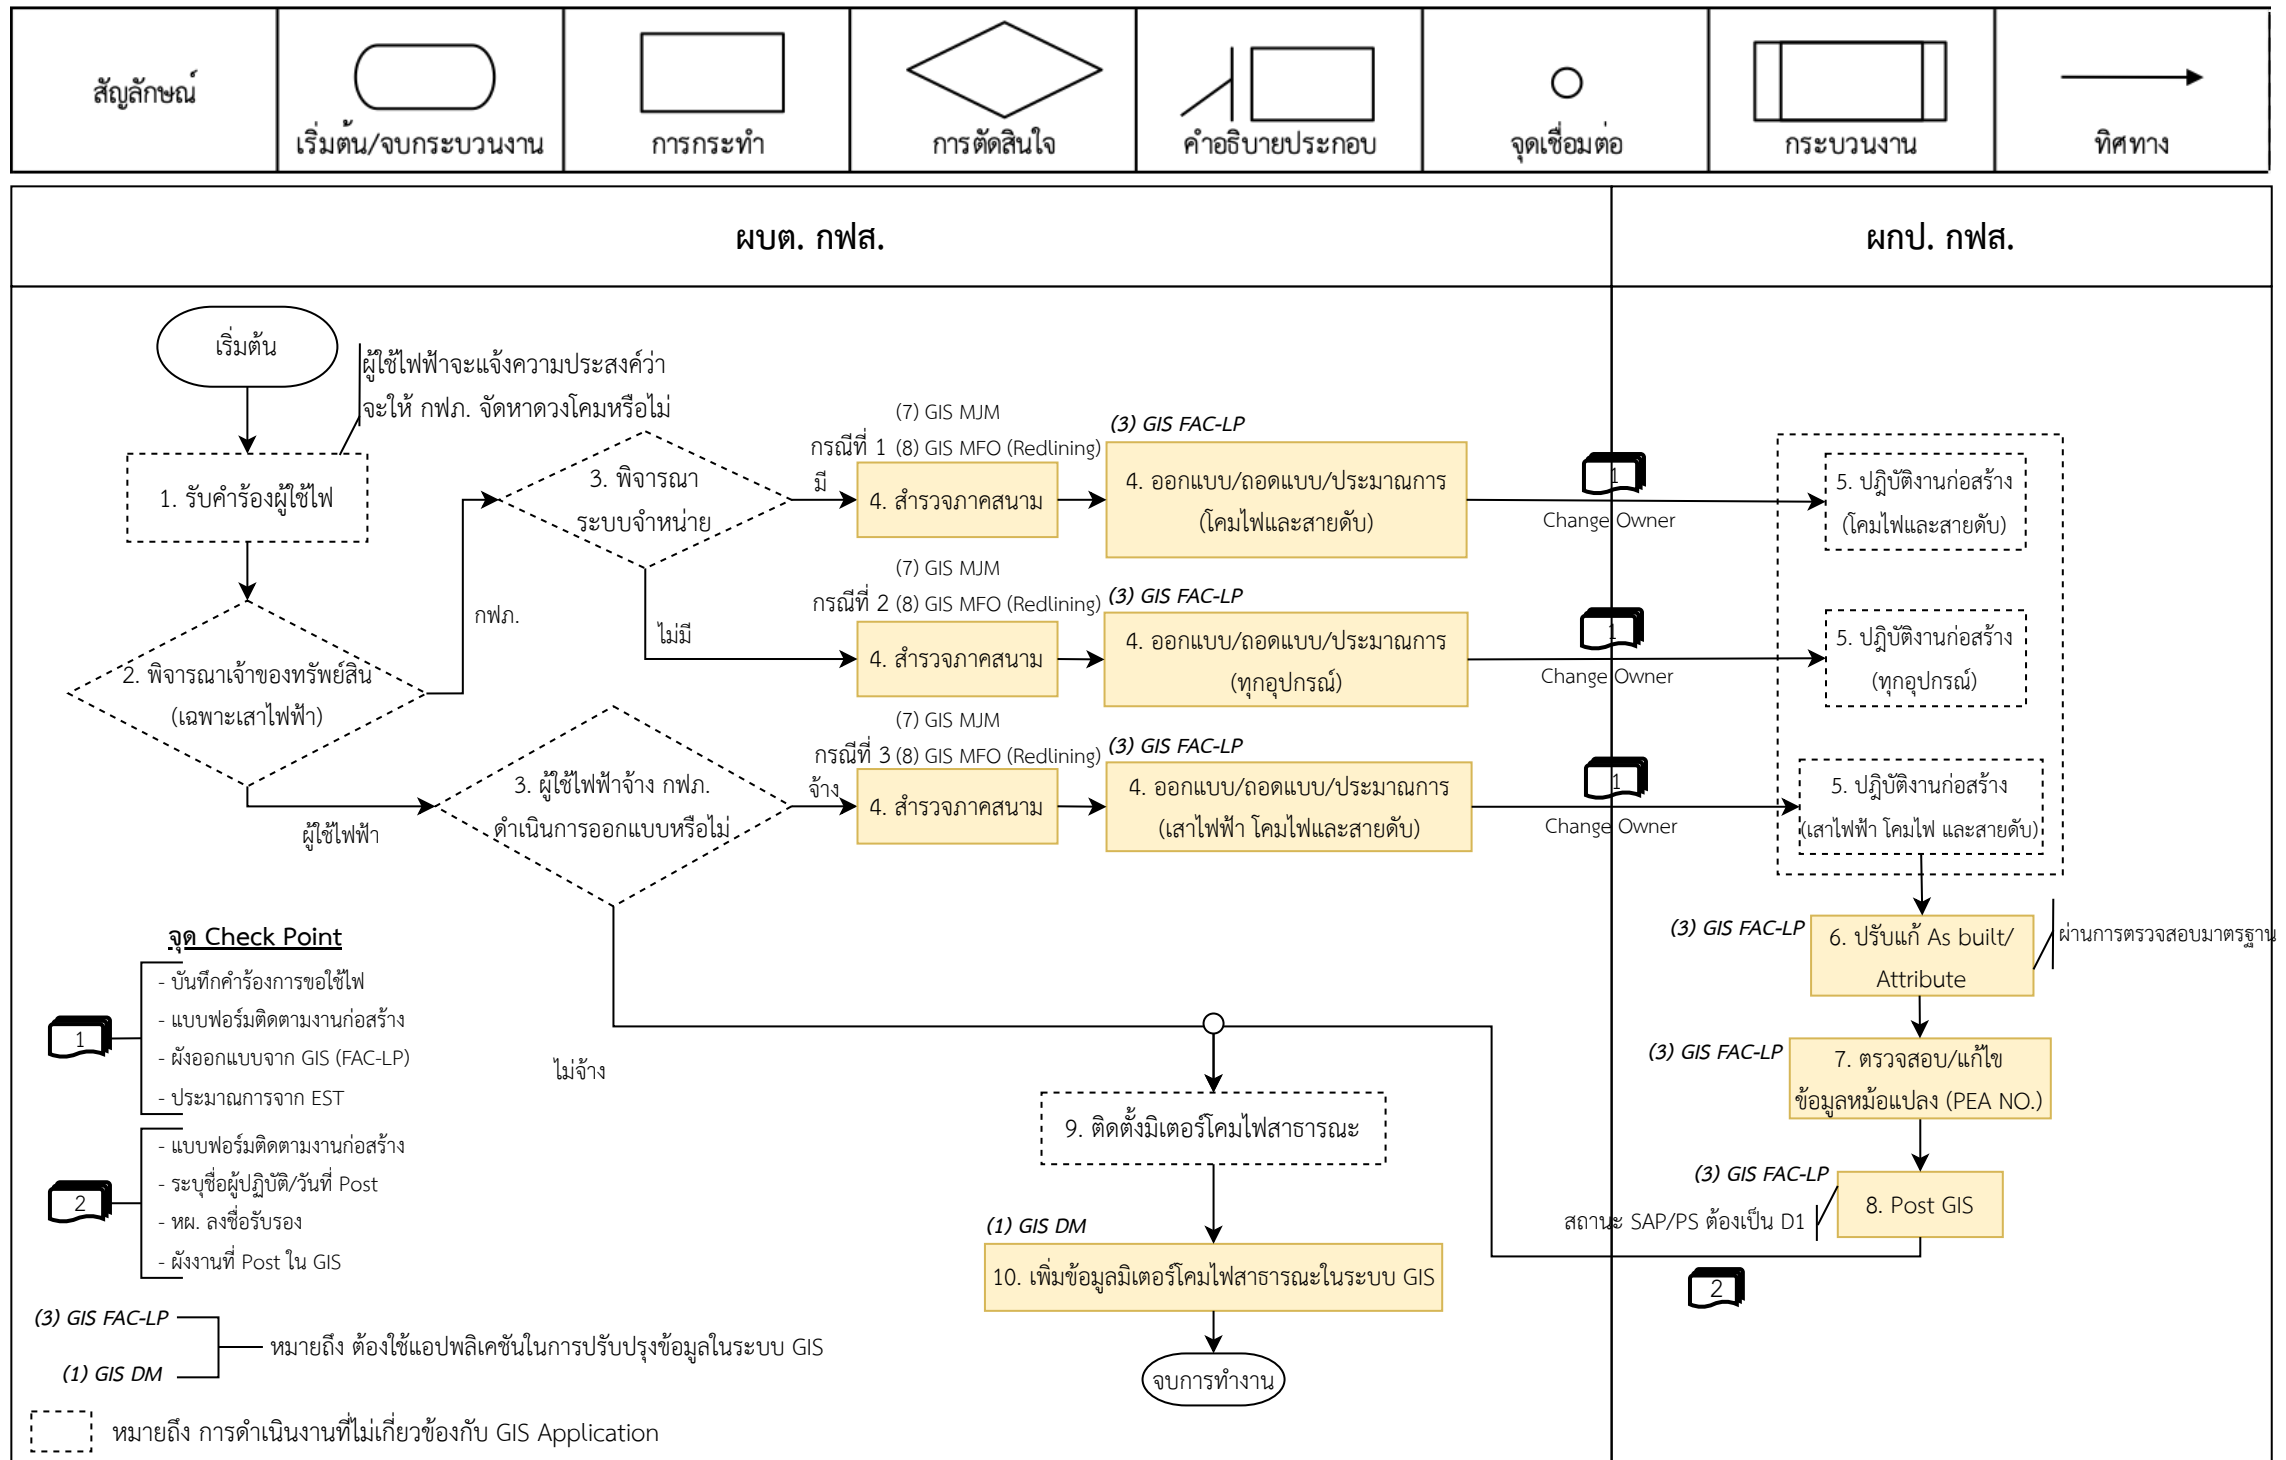 สัญลักษณ์
เริ่มต้น/จบกระบวนงาน
การกระทำ
การตัดสินใจ
คำอธิบายประกอบ
จุดเชื่อมต่อ
กระบวนงาน
ทิศทาง
ผบต. กฟส.
ผกป. กฟส.
เริ่มต้น
ผู้ใช้ไฟฟ้าจะแจ้งความประสงค์ว่า
จะให้ กฟภ. จัดหาดวงโคมหรือไม่
1. รับคำร้องผู้ใช้ไฟ
2. พิจารณาเจ้าของทรัพย์สิน
(เฉพาะเสาไฟฟ้า)
กฟภ.
ผู้ใช้ไฟฟ้า
3. พิจารณา
ระบบจำหน่าย
มี
ไม่มี
(7) GIS MJM
กรณีที่ 1 (8) GIS MFO (Redlining)
4. สำรวจภาคสนาม
(3) GIS FAC-LP
4. ออกแบบ/ถอดแบบ/ประมาณการ
(โคมไฟและสายดับ)
1
Change Owner
5. ปฎิบัติงานก่อสร้าง
(โคมไฟและสายดับ)
(7) GIS MJM
กรณีที่ 2 (8) GIS MFO (Redlining)
4. สำรวจภาคสนาม
(3) GIS FAC-LP
4. ออกแบบ/ถอดแบบ/ประมาณการ
(ทุกอุปกรณ์)
1
Change Owner
5. ปฎิบัติงานก่อสร้าง
(ทุกอุปกรณ์)
3. ผู้ใช้ไฟฟ้าจ้าง กฟภ.
ดำเนินการออกแบบหรือไม่
จ้าง
ไม่จ้าง
(7) GIS MJM
กรณีที่ 3 (8) GIS MFO (Redlining)
4. สำรวจภาคสนาม
(3) GIS FAC-LP
4. ออกแบบ/ถอดแบบ/ประมาณการ
(เสาไฟฟ้า โคมไฟและสายดับ)
1
Change Owner
5. ปฎิบัติงานก่อสร้าง
(เสาไฟฟ้า โคมไฟ และสายดับ)
(3) GIS FAC-LP
6. ปรับแก้ As built/
Attribute
ผ่านการตรวจสอบมาตรฐาน
(3) GIS FAC-LP
7. ตรวจสอบ/แก้ไข
ข้อมูลหม้อแปลง (PEA NO.)
(3) GIS FAC-LP
8. Post GIS
สถานะ SAP/PS ต้องเป็น D1
2
9. ติดตั้งมิเตอร์โคมไฟสาธารณะ
(1) GIS DM
10. เพิ่มข้อมูลมิเตอร์โคมไฟสาธารณะในระบบ GIS
จบการทำงาน
จุด Check Point
1
- บันทึกคำร้องการขอใช้ไฟ
- แบบฟอร์มติดตามงานก่อสร้าง
- ผังออกแบบจาก GIS (FAC-LP)
- ประมาณการจาก EST
2
- แบบฟอร์มติดตามงานก่อสร้าง
- ระบุชื่อผู้ปฏิบัติ/วันที่ Post
- หผ. ลงชื่อรับรอง
- ผังงานที่ Post ใน GIS
(3) GIS FAC-LP
(1) GIS DM
หมายถึง ต้องใช้แอปพลิเคชันในการปรับปรุงข้อมูลในระบบ GIS
หมายถึง การดำเนินงานที่ไม่เกี่ยวข้องกับ GIS Application